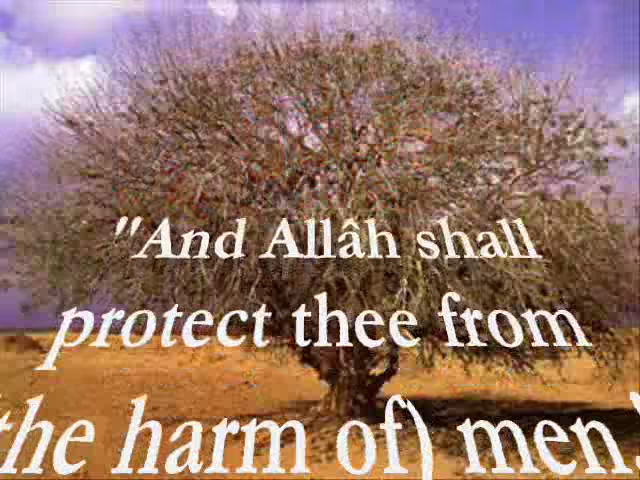 "And Allâh shall
protect thee from
(the harm of) men.